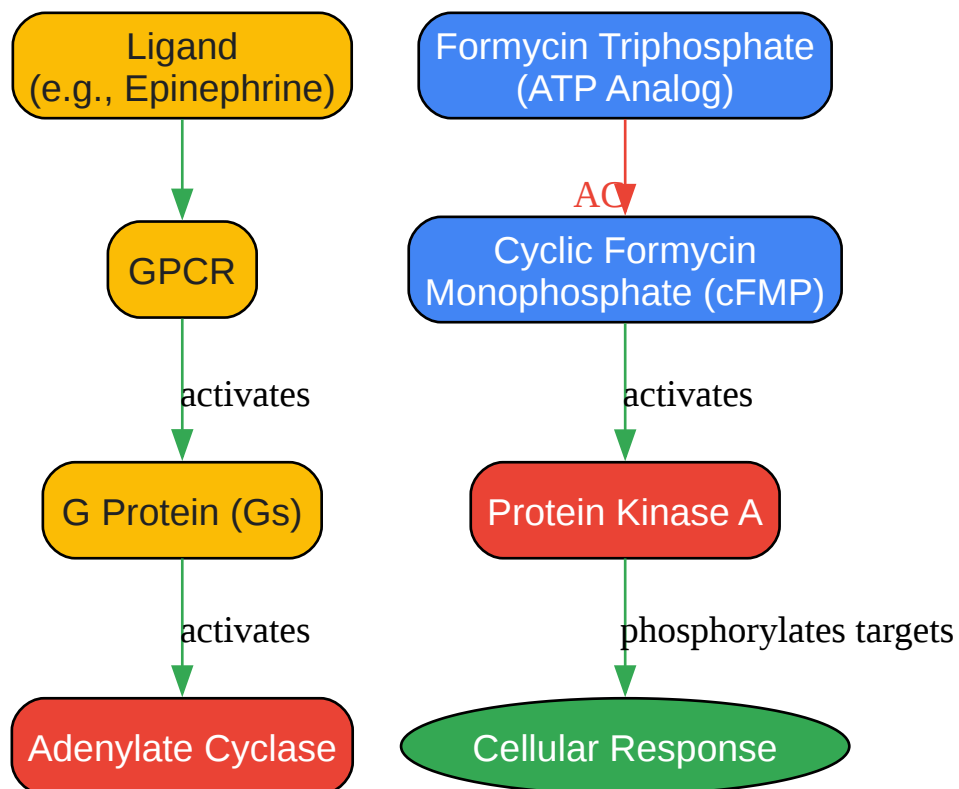 Ligand
(e.g., Epinephrine)
GPCR
activates
G Protein (Gs)
activates
Adenylate Cyclase
Formycin Triphosphate
(ATP Analog)
AC
Cyclic Formycin
Monophosphate (cFMP)
activates
Protein Kinase A
phosphorylates targets
Cellular Response